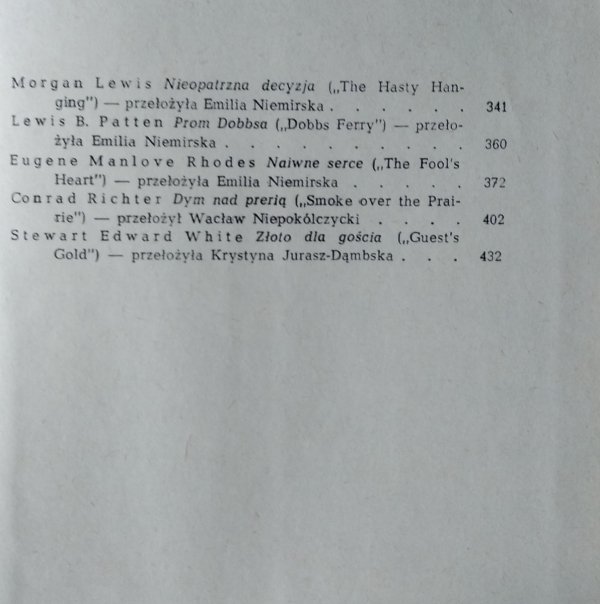 Morgan Lewis Nieopatrzna decyzja („The Hasty Han-
ging") — przełożyła Emilia Niemirska . . . . . . 341
Lewis B. Patten Prom Dobbsa („Dobbs Ferry") — przeło-
żyła Emilia Niemirska . . . . . . . . . . 360
Eugene Manlove Rhodes Naiwne serce („The Fool's
Heart") — przełożyła Emilia Niemirska . . . . . 372
Conrad Richter Dym nad prerią („Smoke over the Prai-
rie") — przełożył Wacław Niepokólczycki . . . . 402
Stewart Edward White Złoto dla gościa („Guest's
Gold") — przełożyła Krystyna Jurasz-Dąmbska . . . 432